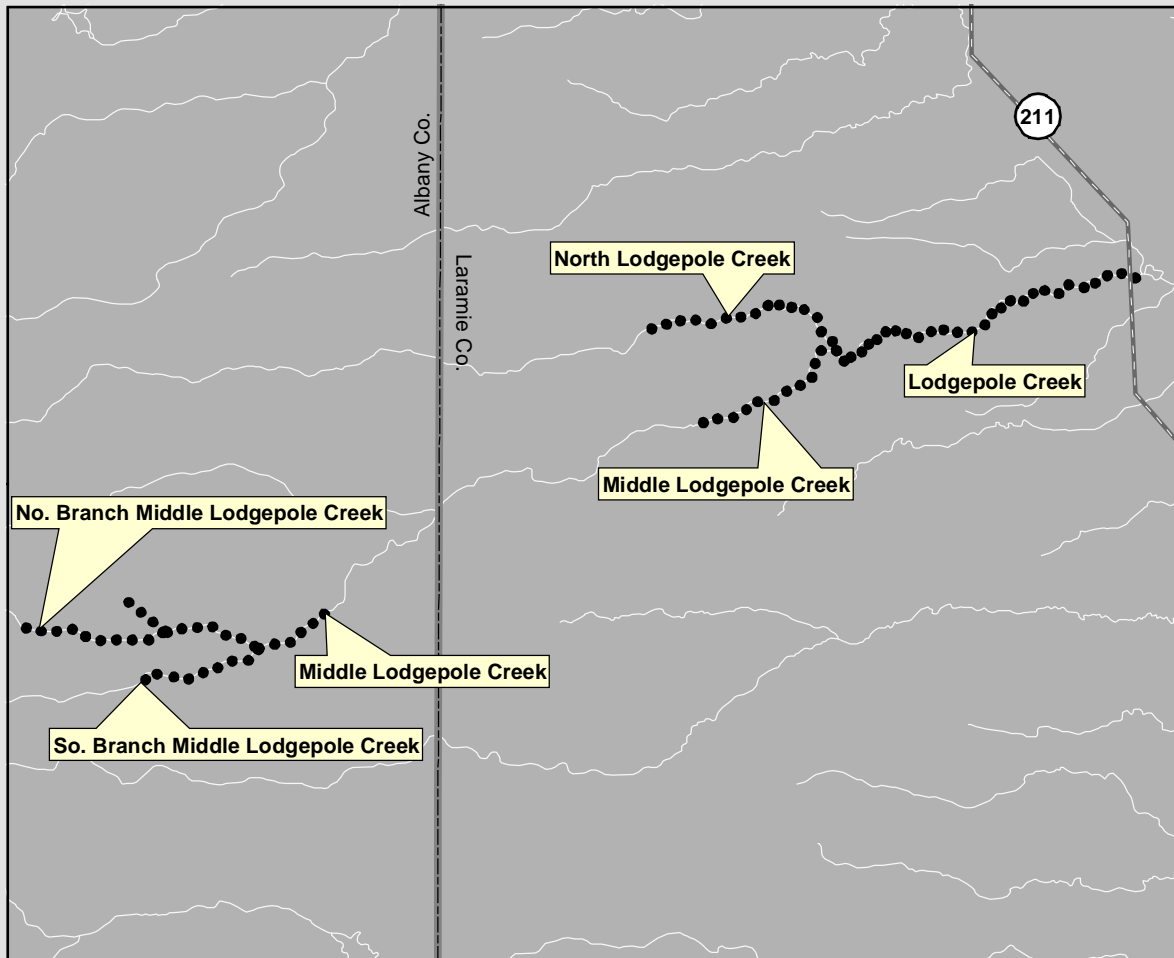 211
Albany Co.
Laramie Co.
North Lodgepole Creek
Lodgepole Creek
Middle Lodgepole Creek
No. Branch Middle Lodgepole Creek
Middle Lodgepole Creek
So. Branch Middle Lodgepole Creek